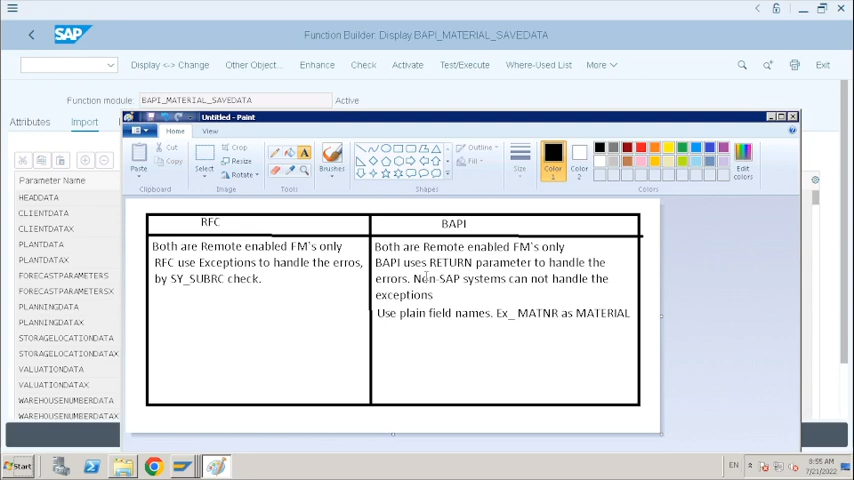 SAP
Function Builder: Display BAPI_MATERIAL_SAVEDATA
Display <-> Change
Other Object...
Enhance
Check
Activate
Test/Execute
Where-Used List
More
Exit
Function module:
BAPI_MATERIAL_SAVEDATA
Active
Attributes
Import
Parameter Name
HEADDATA
CLIENTDATA
CLIENTDATAX
PLANTDATA
PLANTDATAX
FORECASTPARAMETERS
FORECASTPARAMETERSX
STORAGELOCATIONDATA
STORAGELOCATIONDATAX
VALUATIONDATA
VALUATIONDATAX
WAREHOUSENUMBERDATA
WAREHOUSENUMBERDATAX
Untitled - Paint
Home
View
Paste
Cut
Copy
Clipboard
Select
Crop
Resize
Rotate
Image
A
Tools
Brushes
Outline
Fill
Shapes
Size
Color
1
Color
2
Edit
colors
Colors
RFC
Both are Remote enabled FM`s only
RFC use Exceptions to handle the erros,
by SY_SUBRC check.
BAPI
Both are Remote enabled FM`s only
BAPI uses RETURN parameter to handle the
errors. Non-SAP systems can not handle the
exceptions
Use plain field names. Ex_ MATNR as MATERIAL
Start
EN
8:55 AM
7/21/2022